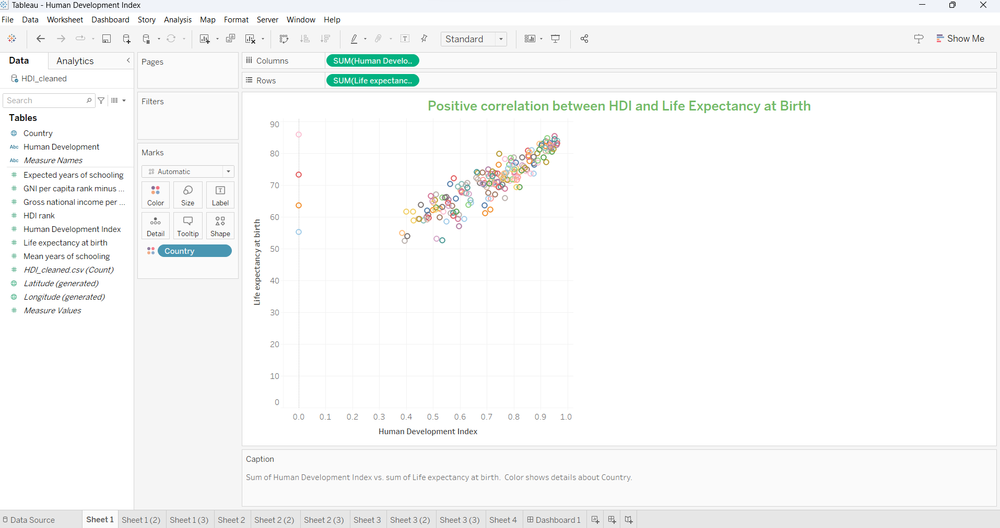 Tableau - Human Development Index
File Data Worksheet Dashboard Story Analysis Map Format Server Window Help
Standard
Show Me
Data
Analytics
HDI_cleaned
Search
Tables
Country
Abc Human Development
Abc Measure Names
Expected years of schooling
GNI per capita rank minus ...
Gross national income per ...
HDI rank
Human Development Index
Life expectancy at birth
Mean years of schooling
HDI_cleaned.csv (Count)
Latitude (generated)
Longitude (generated)
Measure Values
Pages
Filters
Marks
Automatic
Color Size Label
Detail Tooltip Shape
Country
Columns SUM(Human Develo..
Rows SUM(Life expectanc..
Positive correlation between HDI and Life Expectancy at Birth
Life expectancy at birth
90
80
70
60
50
40
30
20
10
0
0.0 0.1 0.2 0.3 0.4 0.5 0.6 0.7 0.8 0.9 1.0
Human Development Index
Caption
Sum of Human Development Index vs. sum of Life expectancy at birth. Color shows details about Country.
Data Source Sheet 1 Sheet 1 (2) Sheet 1 (3) Sheet 2 Sheet 2 (2) Sheet 2 (3) Sheet 3 Sheet 3 (2) Sheet 3 (3) Sheet 4 Dashboard 1